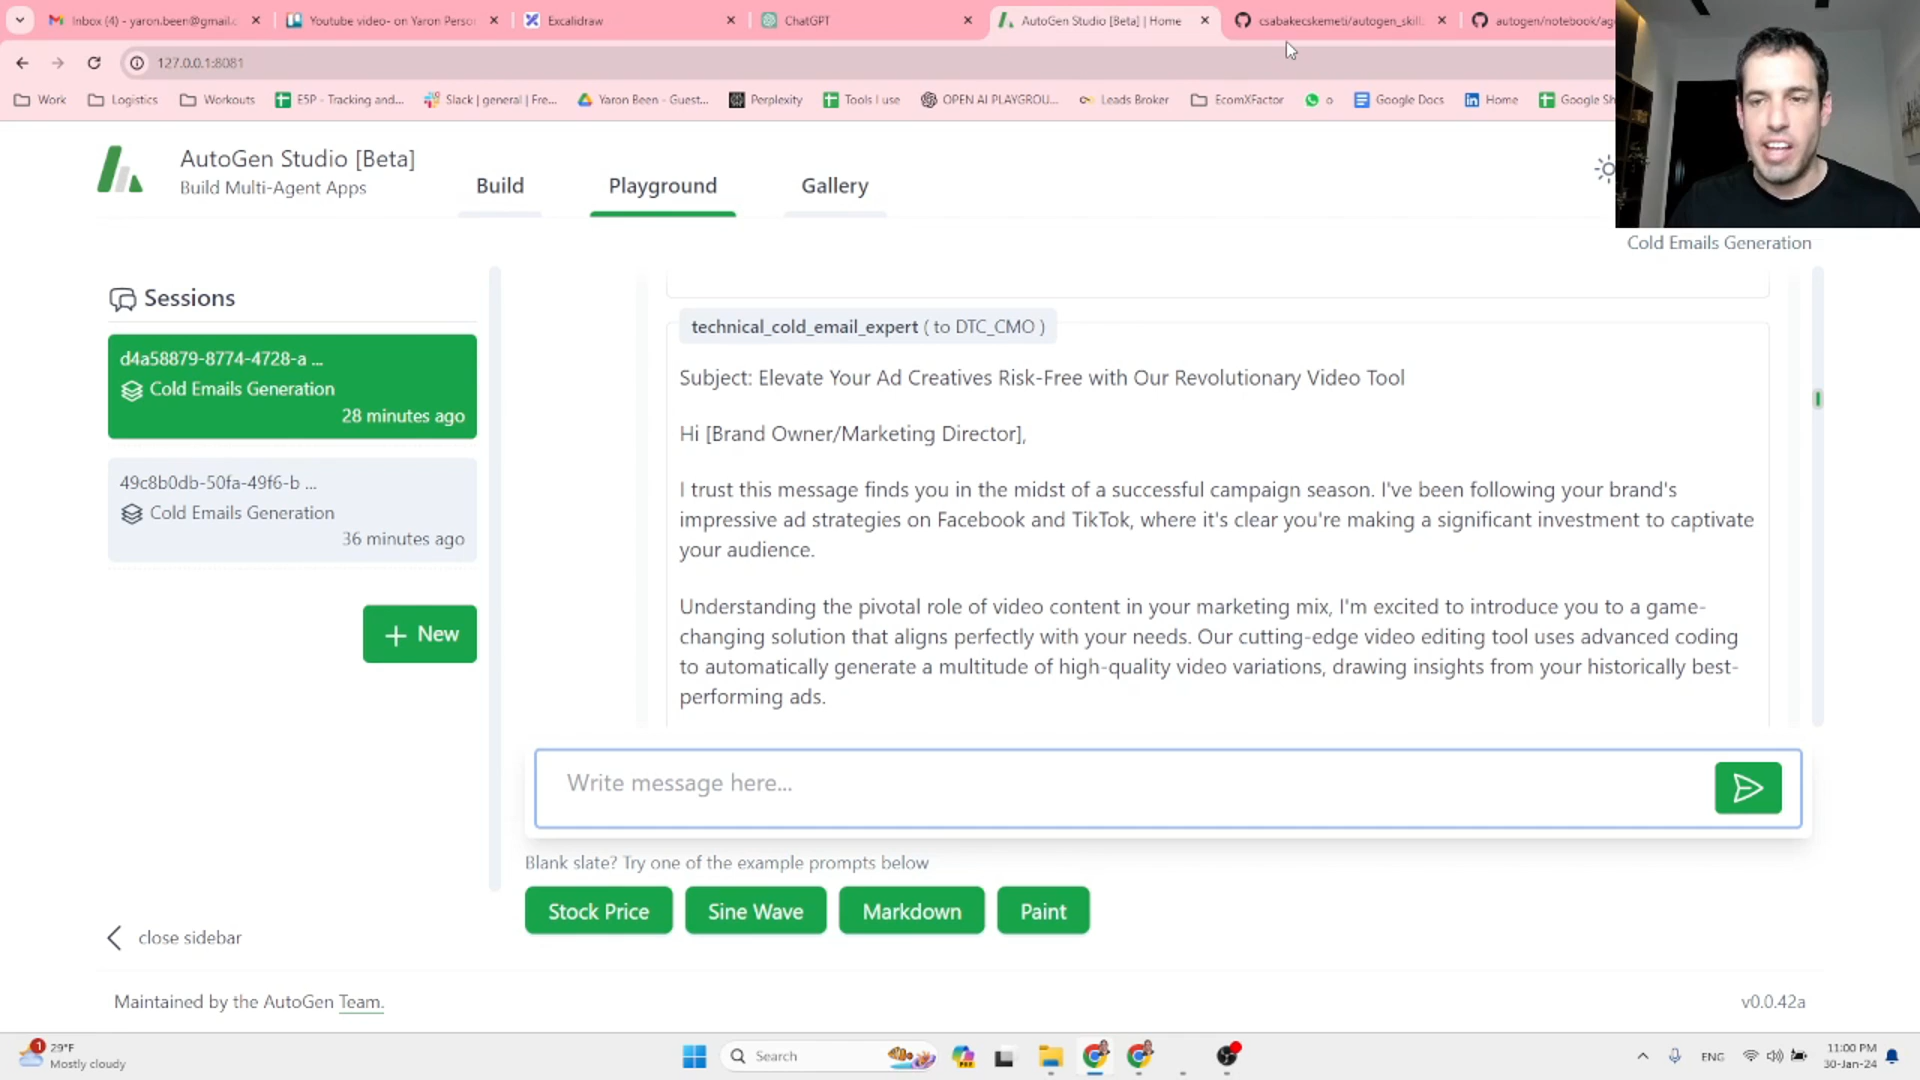 Inbox (4) - yaron.been@gmail.c
Youtube video- on Yaron Perso
Excalidraw
ChatGPT
AutoGen Studio [Beta] | Home
csabakecskemeti/autogen_skill
autogen/notebook/age
127.0.0.1:8081
Work
Logistics
Workouts
E5P - Tracking and...
Slack | general | Fre...
Yaron Been - Guest...
Perplexity
Tools I use
OPEN AI PLAYGROU...
Leads Broker
EcomXFactor
o
Google Docs
Home
Google Sh
AutoGen Studio [Beta]
Build Multi-Agent Apps
Build
Playground
Gallery
Cold Emails Generation
Sessions
d4a58879-8774-4728-a ...
Cold Emails Generation
28 minutes ago
49c8b0db-50fa-49f6-b ...
Cold Emails Generation
36 minutes ago
+ New
technical_cold_email_expert ( to DTC_CMO )
Subject: Elevate Your Ad Creatives Risk-Free with Our Revolutionary Video Tool
Hi [Brand Owner/Marketing Director],
I trust this message finds you in the midst of a successful campaign season. I've been following your brand's
impressive ad strategies on Facebook and TikTok, where it's clear you're making a significant investment to captivate
your audience.
Understanding the pivotal role of video content in your marketing mix, I'm excited to introduce you to a game-
changing solution that aligns perfectly with your needs. Our cutting-edge video editing tool uses advanced coding
to automatically generate a multitude of high-quality video variations, drawing insights from your historically best-
performing ads.
Write message here...
Blank slate? Try one of the example prompts below
Stock Price
Sine Wave
Markdown
Paint
close sidebar
Maintained by the AutoGen Team.
v0.0.42a
1
29°F
Mostly cloudy
Search
ENG
11:00 PM
30-Jan-24